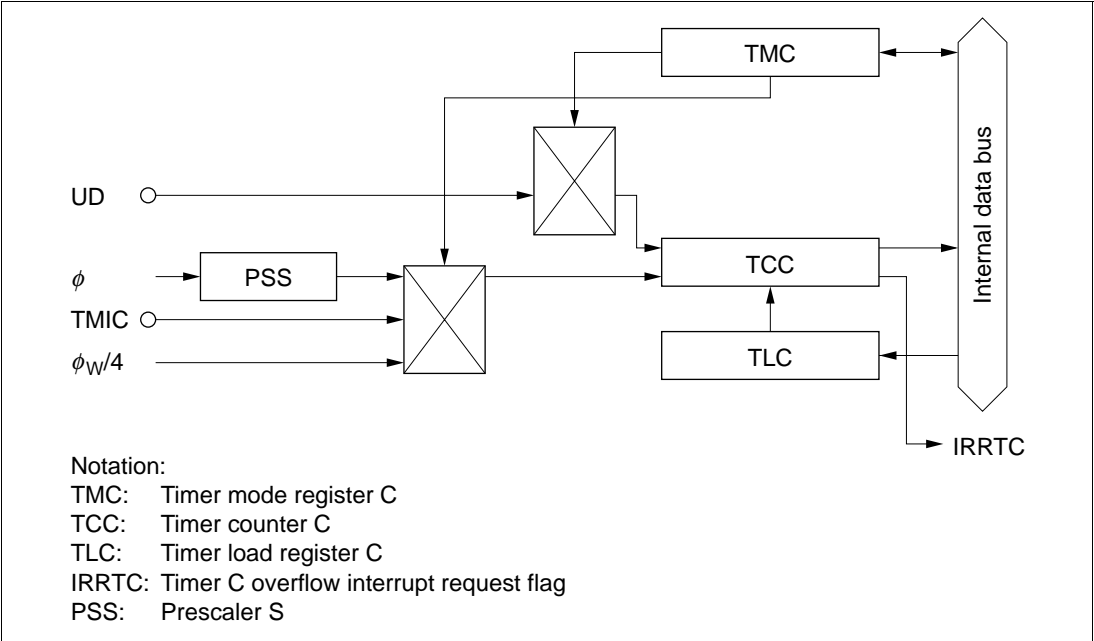 TMC
UD
TCC
Internal data bus
ϕ
PSS
TMIC
ϕW/4
TLC
IRRTC
Notation:
TMC: Timer mode register C
TCC: Timer counter C
TLC: Timer load register C
IRRTC: Timer C overflow interrupt request flag
PSS: Prescaler S